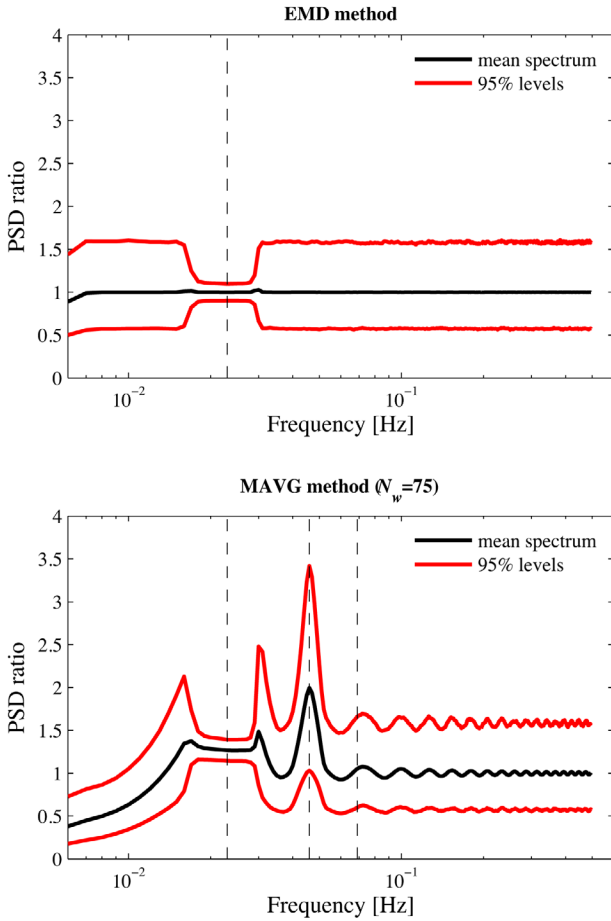 EMD method
4
3.5
3
2.5
2
1.5
1
0.5
0
PSD ratio
mean spectrum
95% levels
10⁻²
10⁻¹
Frequency [Hz]
MAVG method (N_w=75)
4
3.5
3
2.5
2
1.5
1
0.5
0
PSD ratio
mean spectrum
95% levels
10⁻²
10⁻¹
Frequency [Hz]